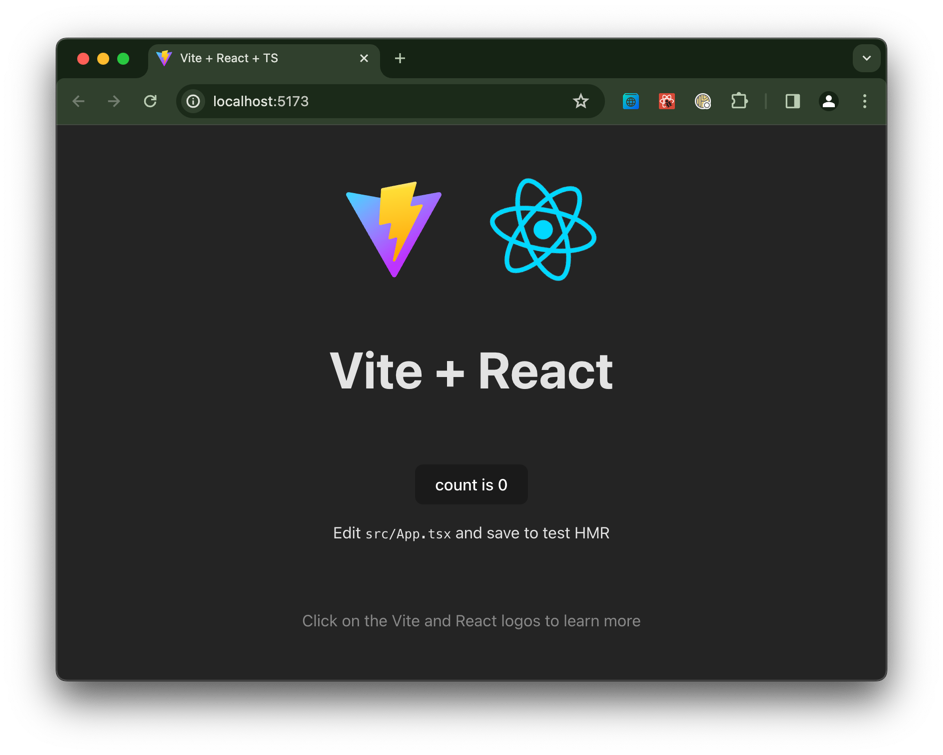 Vite + React + TS
localhost:5173
Vite + React
count is 0
Edit src/App.tsx and save to test HMR
Click on the Vite and React logos to learn more